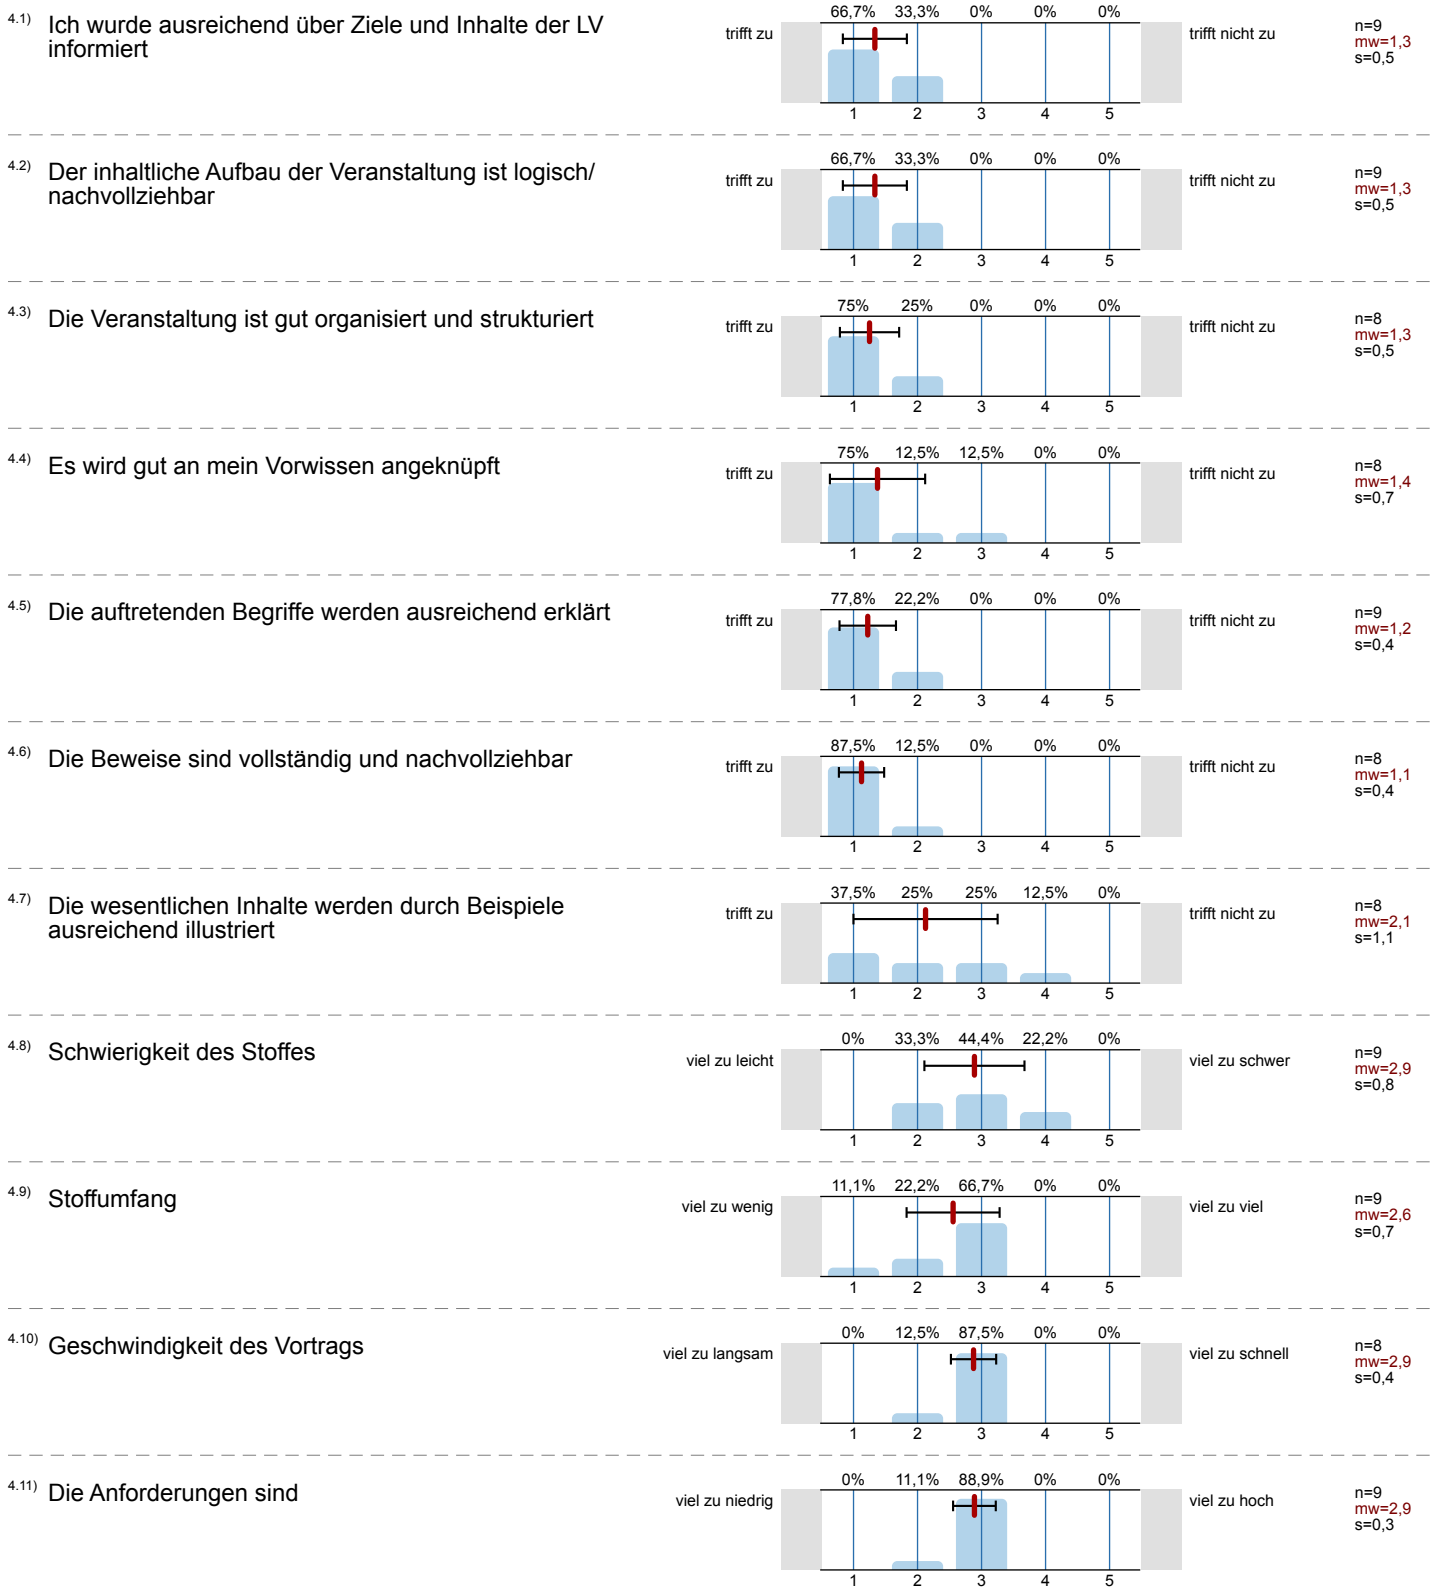 4.1) Ich wurde ausreichend über Ziele und Inhalte der LV
informiert
trifft zu
66,7% 33,3% 0% 0% 0%
1 2 3 4 5
trifft nicht zu
n=9
mw=1,3
s=0,5
4.2) Der inhaltliche Aufbau der Veranstaltung ist logisch/
nachvollziehbar
trifft zu
66,7% 33,3% 0% 0% 0%
1 2 3 4 5
trifft nicht zu
n=9
mw=1,3
s=0,5
4.3) Die Veranstaltung ist gut organisiert und strukturiert
trifft zu
75% 25% 0% 0% 0%
1 2 3 4 5
trifft nicht zu
n=8
mw=1,3
s=0,5
4.4) Es wird gut an mein Vorwissen angeknüpft
trifft zu
75% 12,5% 12,5% 0% 0%
1 2 3 4 5
trifft nicht zu
n=8
mw=1,4
s=0,7
4.5) Die auftretenden Begriffe werden ausreichend erklärt
trifft zu
77,8% 22,2% 0% 0% 0%
1 2 3 4 5
trifft nicht zu
n=9
mw=1,2
s=0,4
4.6) Die Beweise sind vollständig und nachvollziehbar
trifft zu
87,5% 12,5% 0% 0% 0%
1 2 3 4 5
trifft nicht zu
n=8
mw=1,1
s=0,4
4.7) Die wesentlichen Inhalte werden durch Beispiele
ausreichend illustriert
trifft zu
37,5% 25% 25% 12,5% 0%
1 2 3 4 5
trifft nicht zu
n=8
mw=2,1
s=1,1
4.8) Schwierigkeit des Stoffes
viel zu leicht
0% 33,3% 44,4% 22,2% 0%
1 2 3 4 5
viel zu schwer
n=9
mw=2,9
s=0,8
4.9) Stoffumfang
viel zu wenig
11,1% 22,2% 66,7% 0% 0%
1 2 3 4 5
viel zu viel
n=9
mw=2,6
s=0,7
4.10) Geschwindigkeit des Vortrags
viel zu langsam
0% 12,5% 87,5% 0% 0%
1 2 3 4 5
viel zu schnell
n=8
mw=2,9
s=0,4
4.11) Die Anforderungen sind
viel zu niedrig
0% 11,1% 88,9% 0% 0%
1 2 3 4 5
viel zu hoch
n=9
mw=2,9
s=0,3